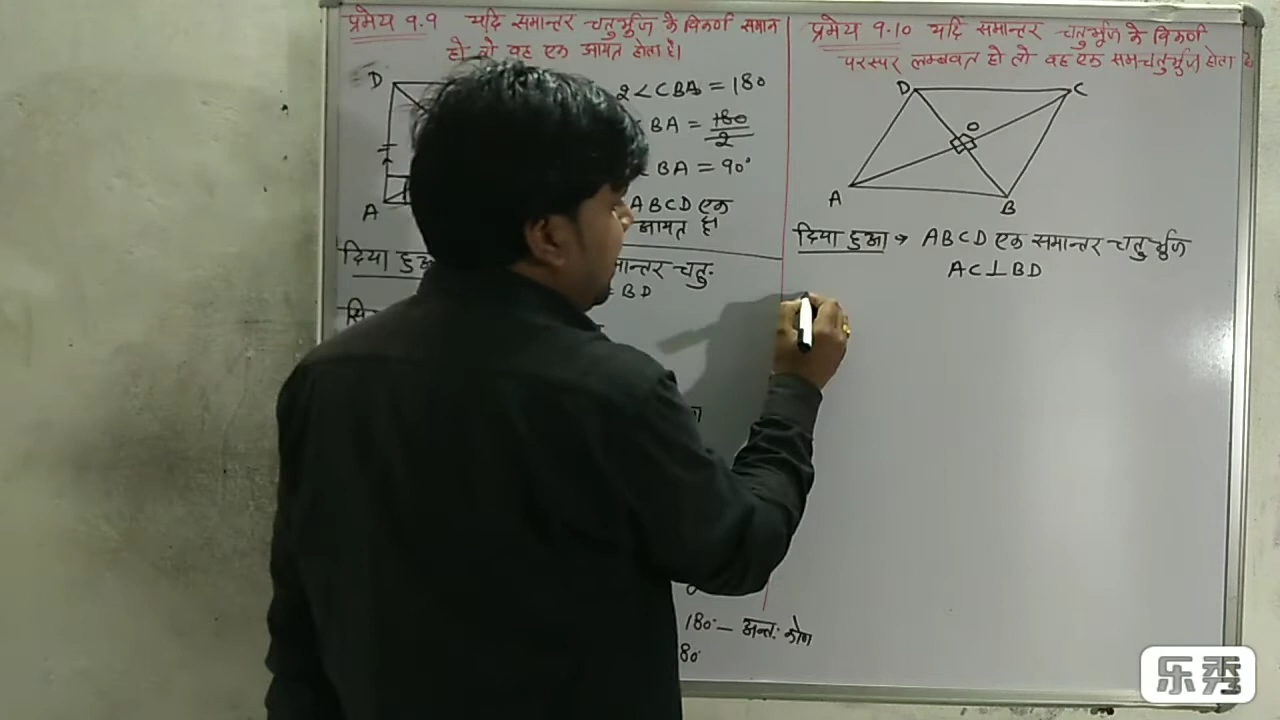 प्रमेय 9.9 यदि समान्तर चतुर्भुज के विकर्ण समान
हो तो वह एक आयत होता है।
D
2<CBA = 180
BA = 180
2
BA = 90°
A
ABCD एक
आयत है
दिया हुआ
मान्तर चतु:
= BD
सि
180° — अन्त: कोण
80°
प्रमेय 9.10 यदि समान्तर चतुर्भुज के विकर्ण
परस्पर लम्बवत हो तो वह एक समचतुर्भुज होता है
D C
O
A B
दिया हुआ → ABCD एक समान्तर चतुर्भुज
AC⊥BD
乐秀